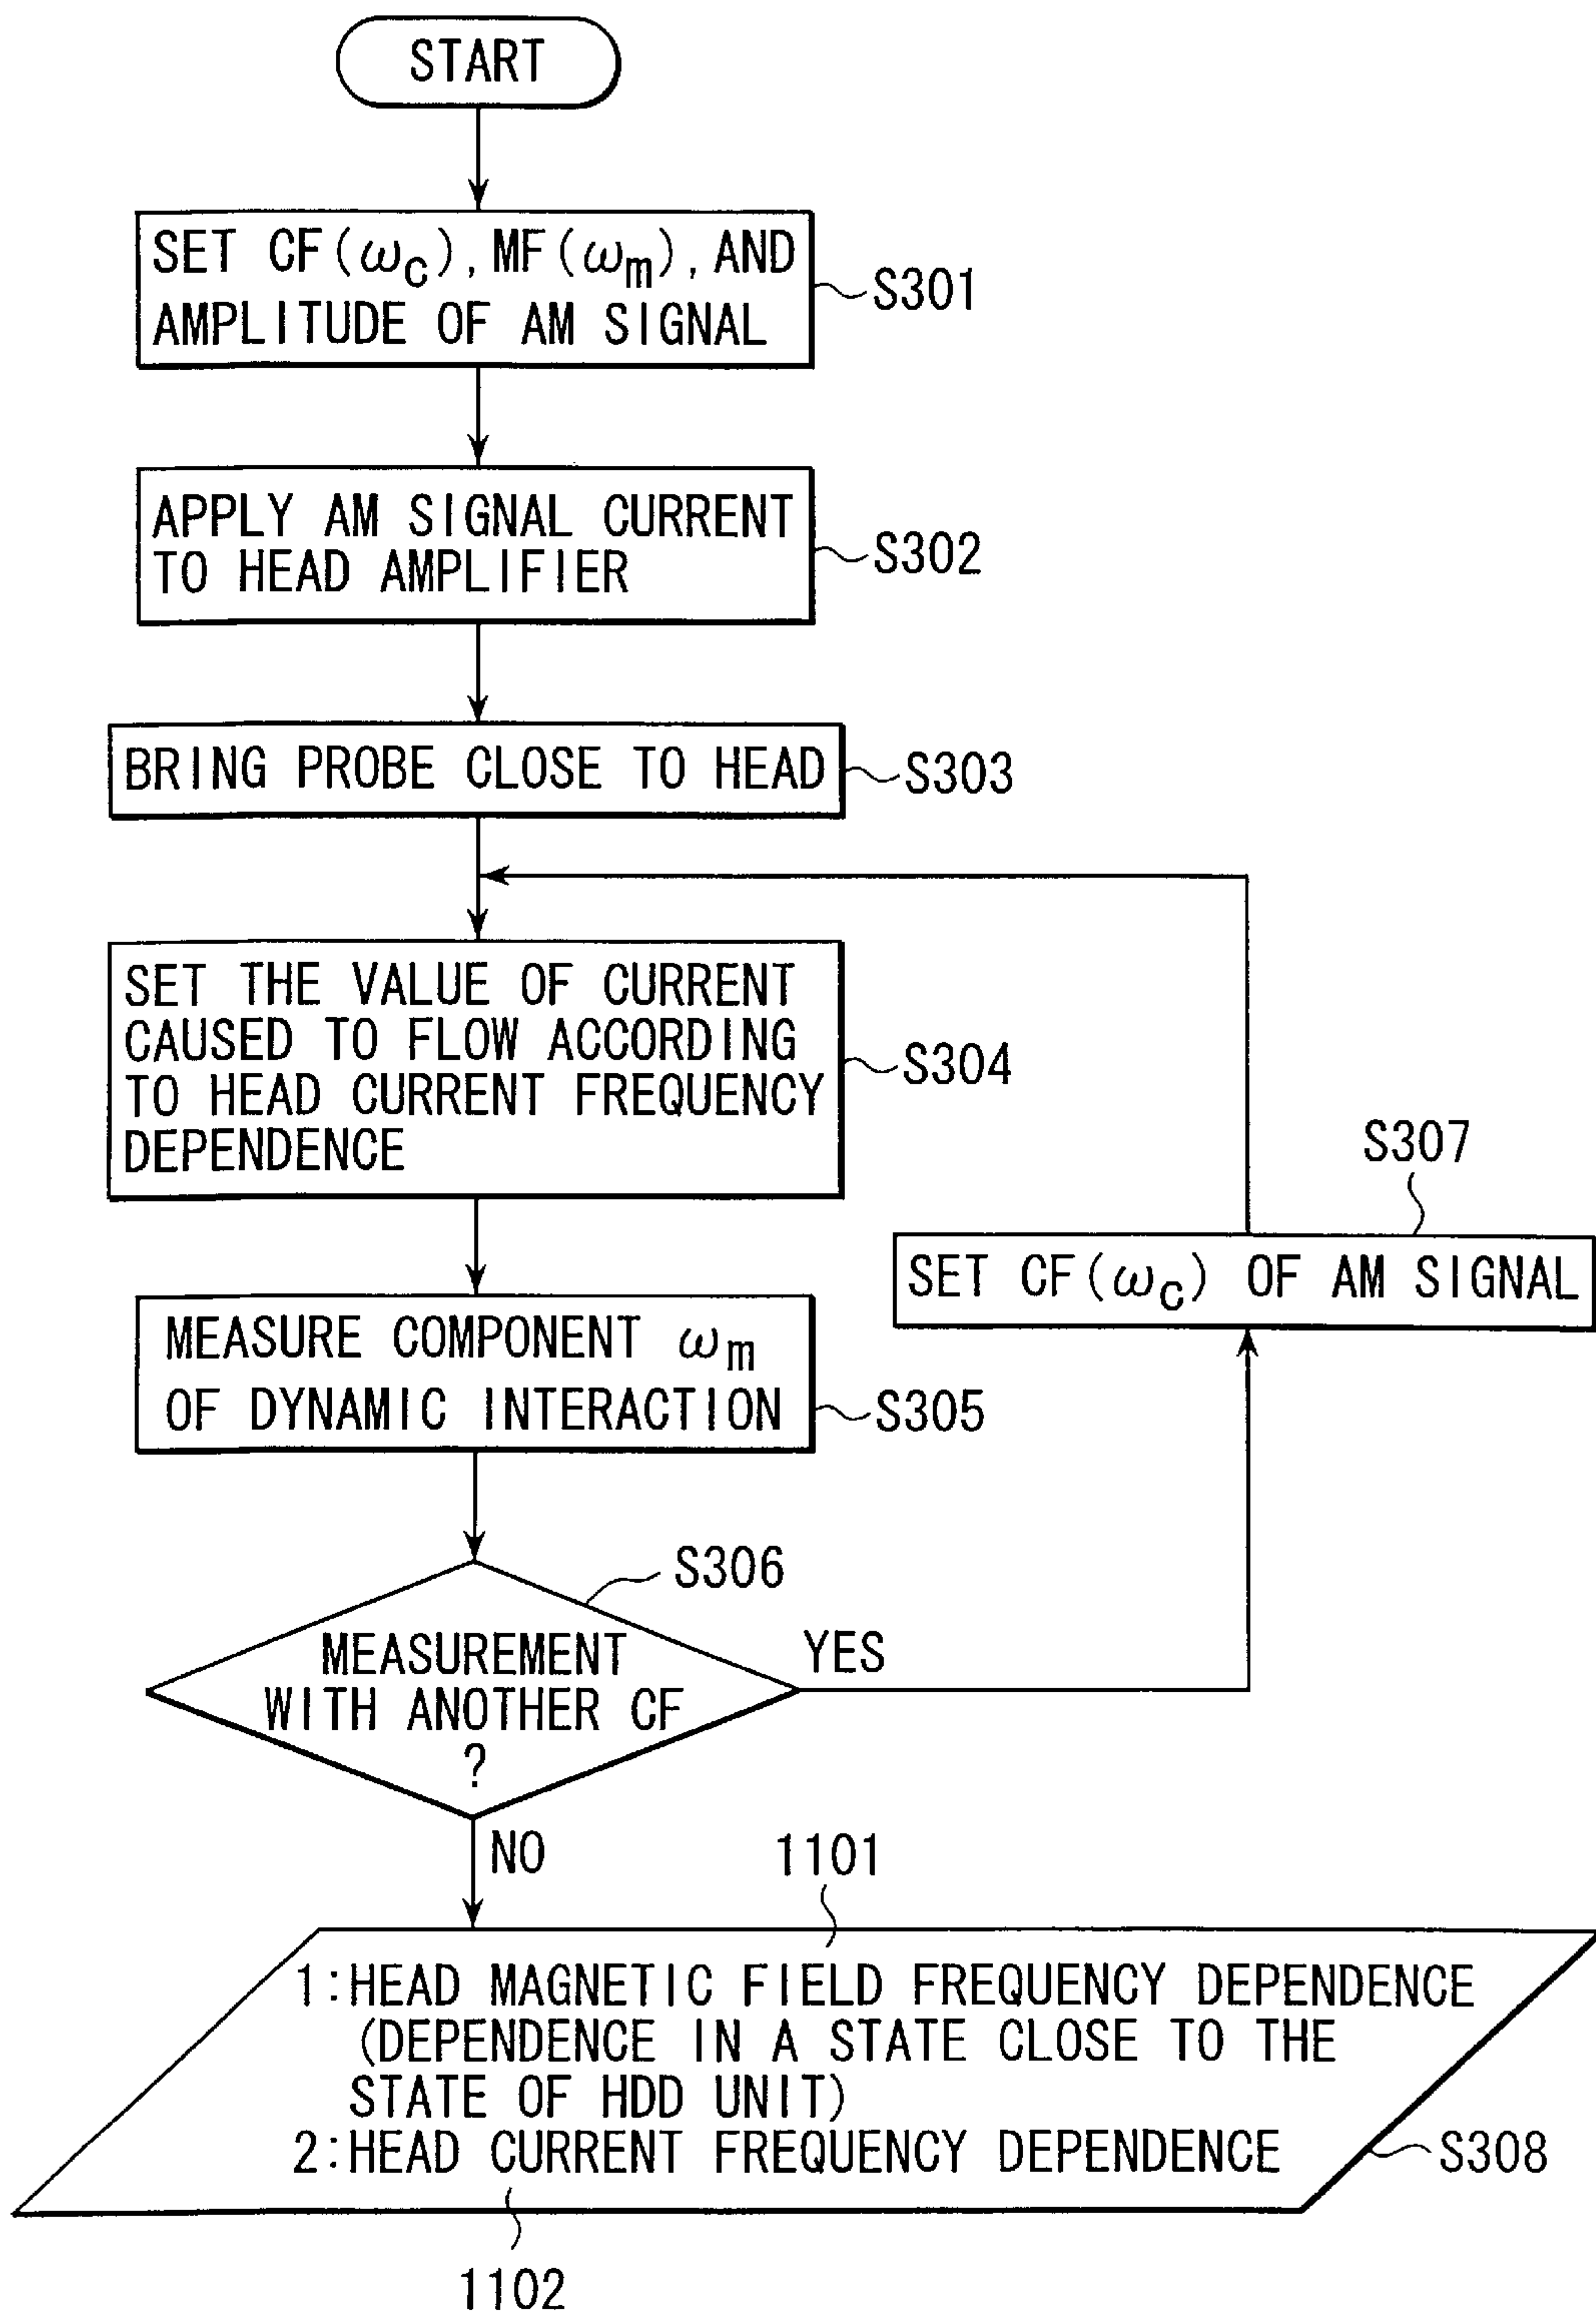 START
SET CF(ωc), MF(ωm), AND
AMPLITUDE OF AM SIGNAL
S301
APPLY AM SIGNAL CURRENT
TO HEAD AMPLIFIER
S302
BRING PROBE CLOSE TO HEAD
S303
SET THE VALUE OF CURRENT
CAUSED TO FLOW ACCORDING
TO HEAD CURRENT FREQUENCY
DEPENDENCE
S304
S307
SET CF(ωc) OF AM SIGNAL
MEASURE COMPONENT ωm
OF DYNAMIC INTERACTION
S305
S306
MEASUREMENT
WITH ANOTHER CF
?
YES
NO
1101
1:HEAD MAGNETIC FIELD FREQUENCY DEPENDENCE
(DEPENDENCE IN A STATE CLOSE TO THE
STATE OF HDD UNIT)
2:HEAD CURRENT FREQUENCY DEPENDENCE
S308
1102